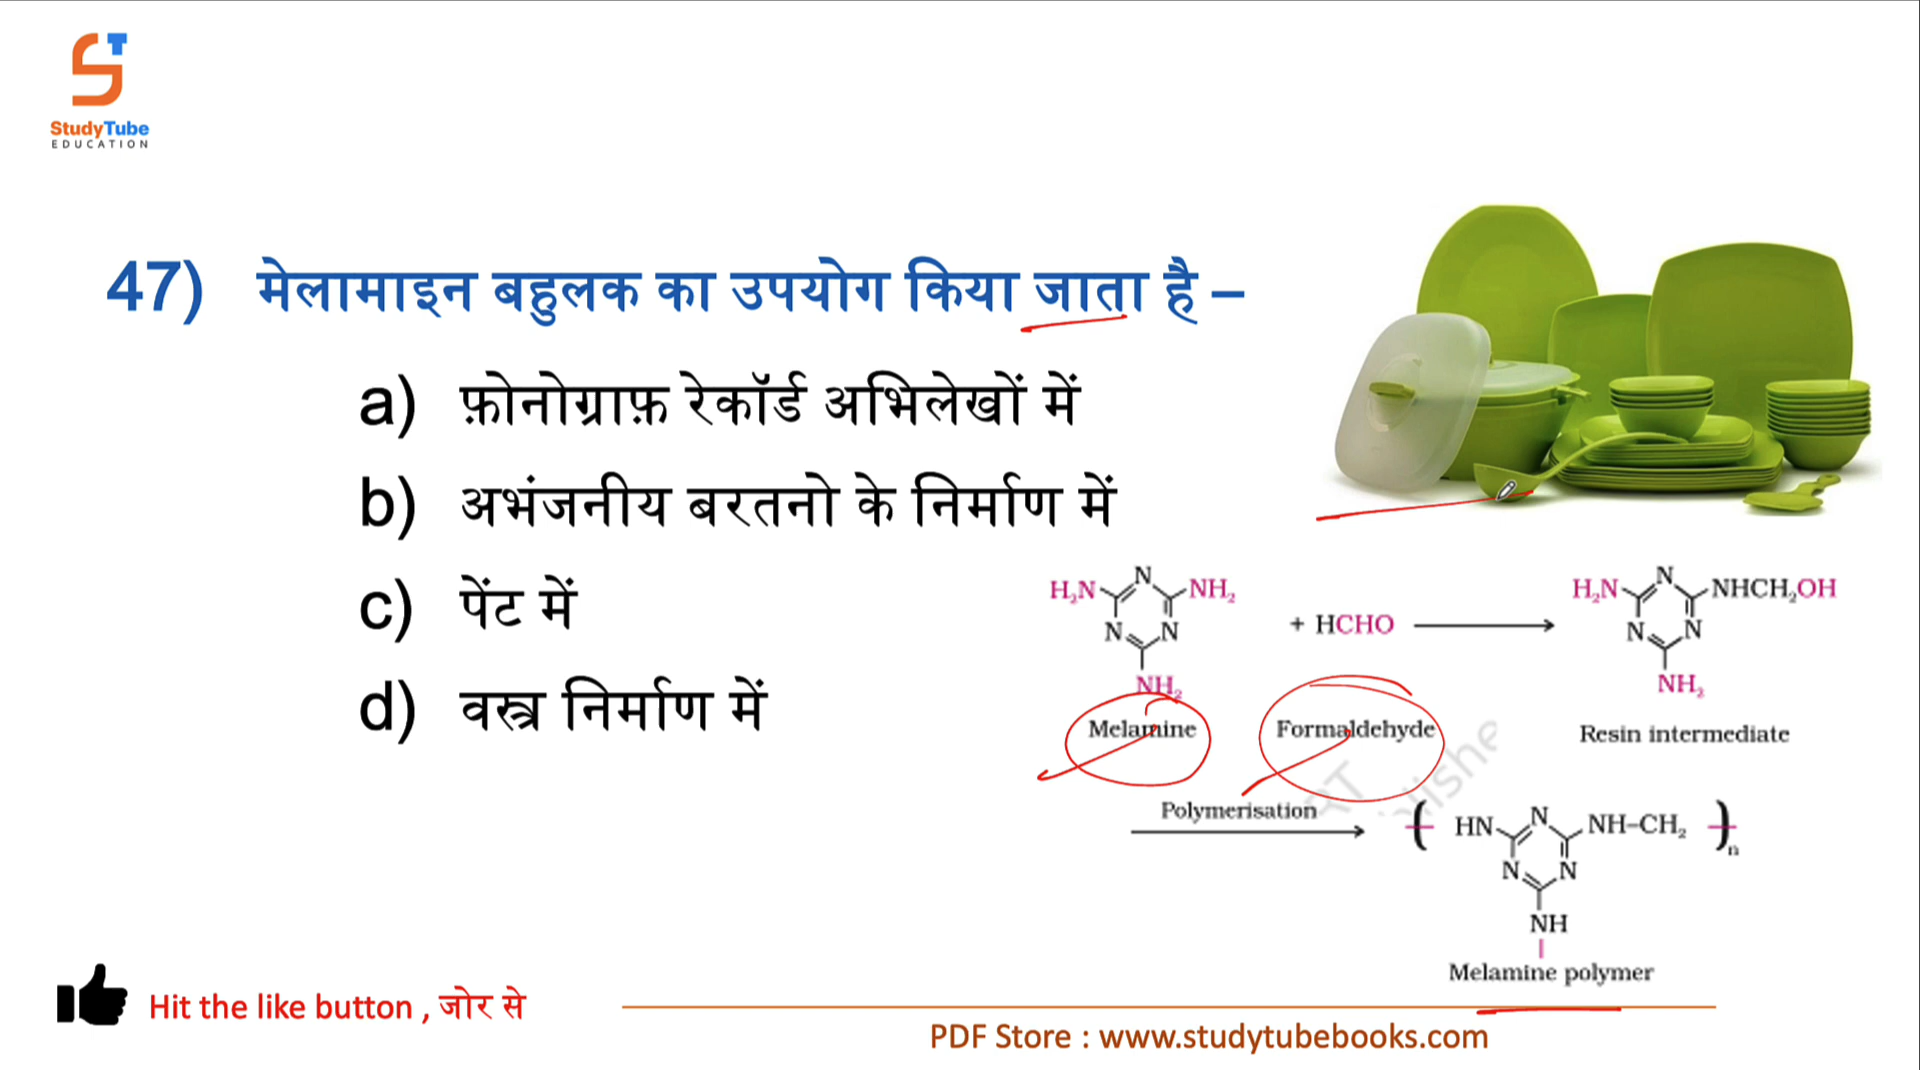 StudyTube
EDUCATION
47) मेलामाइन बहुलक का उपयोग किया जाता है –
a) फ़ोनोग्राफ़ रेकॉर्ड अभिलेखों में
b) अभंजनीय बरतनो के निर्माण में
c) पेंट में
d) वस्त्र निर्माण में
H₂N N NH₂ N N NH₂
+ HCHO
H₂N N NHCH₂OH N N NH₂
Melamine
Formaldehyde
Resin intermediate
Polymerisation
( HN N NH–CH₂ )n N N NH
Melamine polymer
Hit the like button , जोर से
PDF Store : www.studytubebooks.com